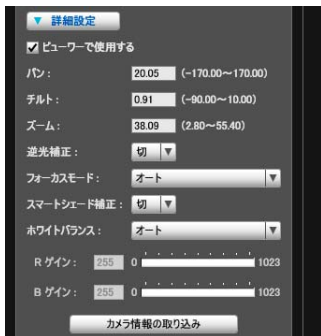 ▼ 詳細設定
ビューワーで使用する
パン： 20.05 (-170.00～170.00)
チルト： 0.91 (-90.00～10.00)
ズーム： 38.09 (2.80～55.40)
逆光補正： 切 ▼
フォーカスモード： オート ▼
スマートシェード補正： 切 ▼
ホワイトバランス： オート ▼
R ゲイン： 255 0 1023
B ゲイン： 255 0 1023
カメラ情報の取り込み